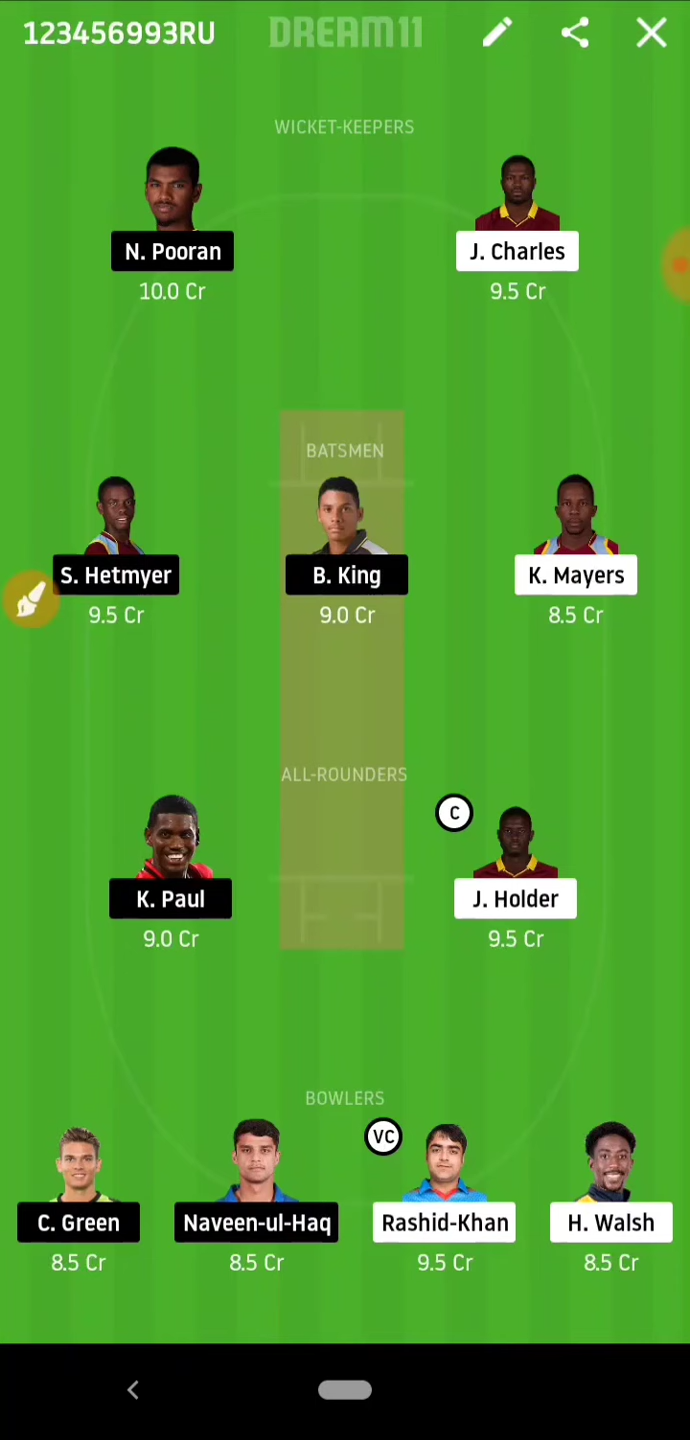 123456993RU DREAM11
WICKET-KEEPERS
N. Pooran J. Charles
10.0 Cr 9.5 Cr
BATSMEN
S. Hetmyer B. King K. Mayers
9.5 Cr 9.0 Cr 8.5 Cr
ALL-ROUNDERS
C
K. Paul J. Holder
9.0 Cr 9.5 Cr
BOWLERS
VC
C. Green Naveen-ul-Haq Rashid-Khan H. Walsh
8.5 Cr 8.5 Cr 9.5 Cr 8.5 Cr